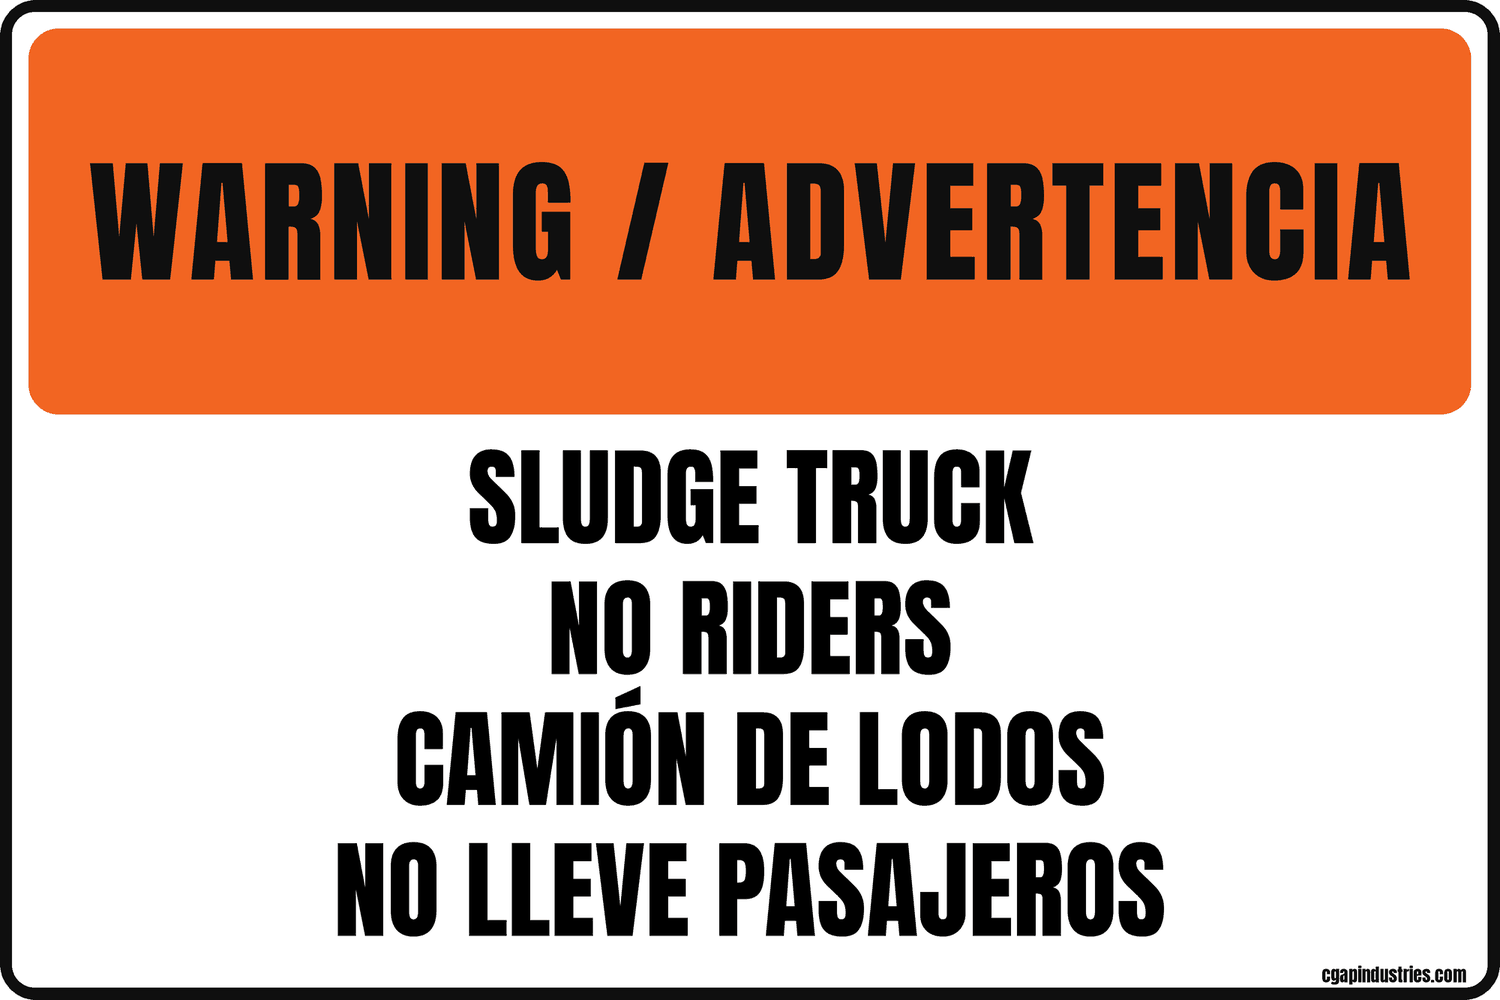 WARNING / ADVERTENCIA
SLUDGE TRUCK
NO RIDERS
CAMIÓN DE LODOS
NO LLEVE PASAJEROS
cgapindustries.com